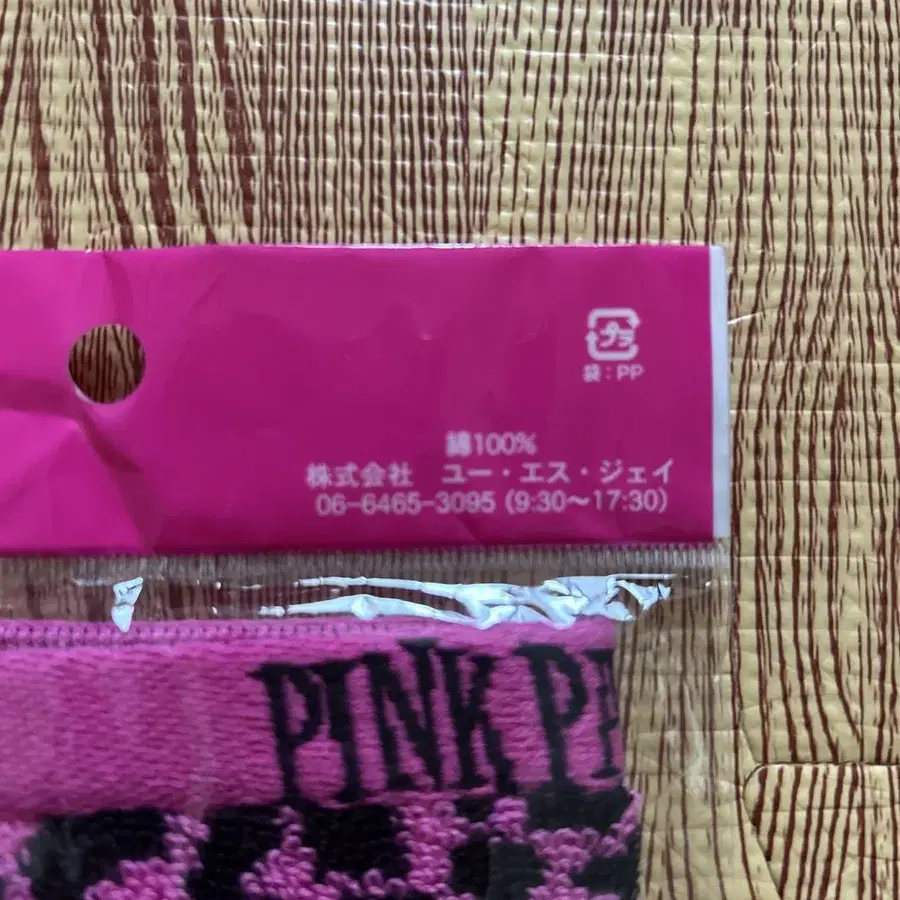 プラ
袋:PP
綿100%
株式会社 ユー・エス・ジェイ
06-6465-3095 (9:30〜17:30)
PINK P